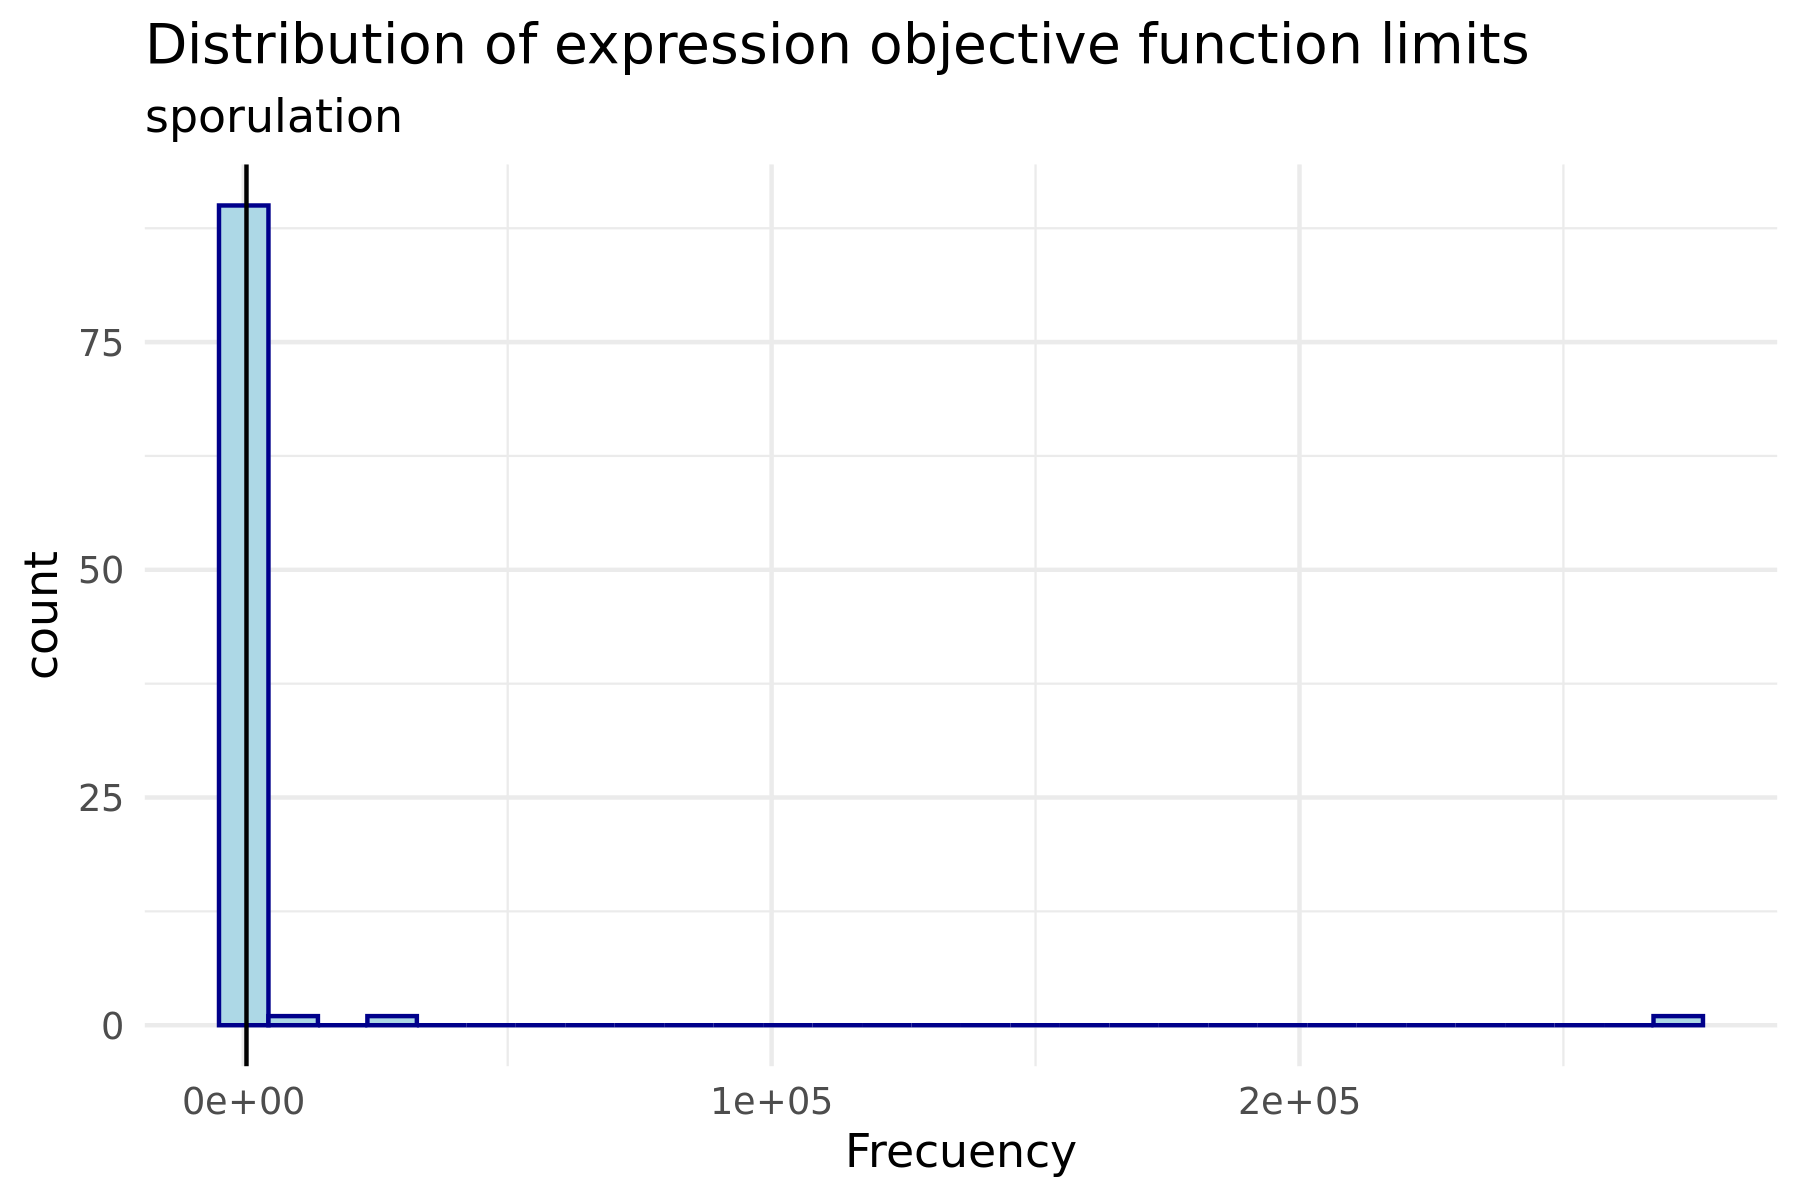 Distribution of expression objective function limits
sporulation
count
75
50
25
0
0e+00
1e+05
2e+05
Frecuency